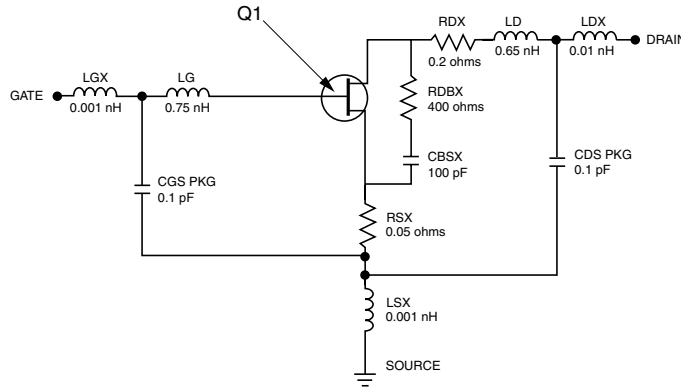 Q1
RDX
0.2 ohms
LD
0.65 nH
LDX
0.01 nH
DRAIN
GATE
LGX
0.001 nH
LG
0.75 nH
RDBX
400 ohms
CBSX
100 pF
CGS PKG
0.1 pF
CDS PKG
0.1 pF
RSX
0.05 ohms
LSX
0.001 nH
SOURCE